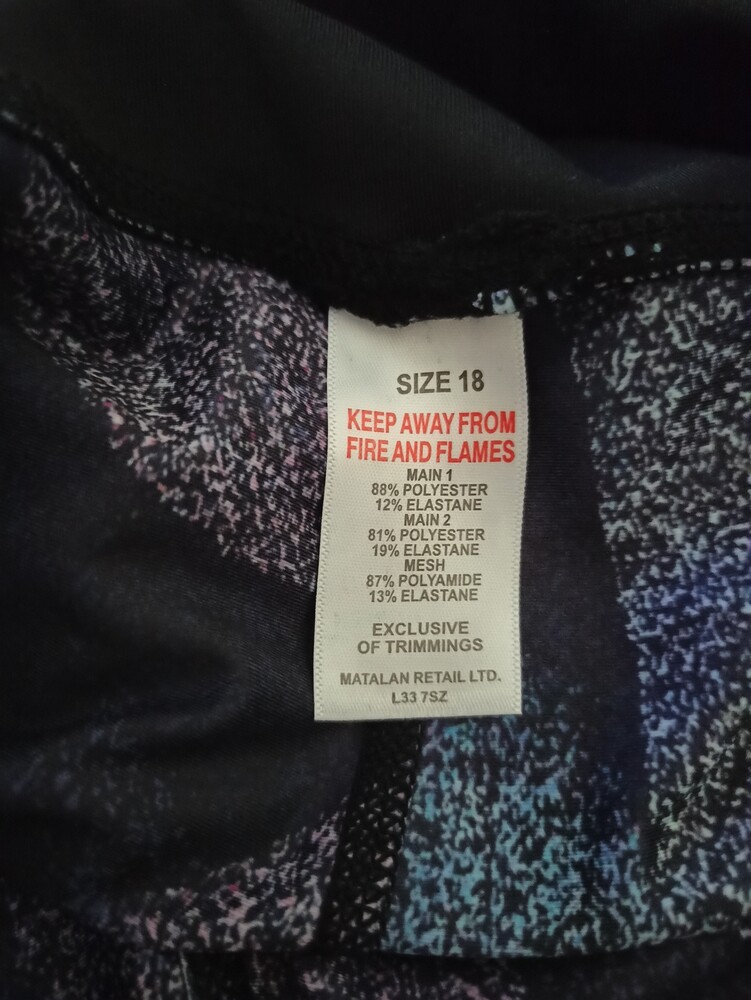 SIZE 18
KEEP AWAY FROM
FIRE AND FLAMES
MAIN 1
88% POLYESTER
12% ELASTANE
MAIN 2
81% POLYESTER
19% ELASTANE
MESH
87% POLYAMIDE
13% ELASTANE
EXCLUSIVE
OF TRIMMINGS
MATALAN RETAIL LTD.
L33 7SZ